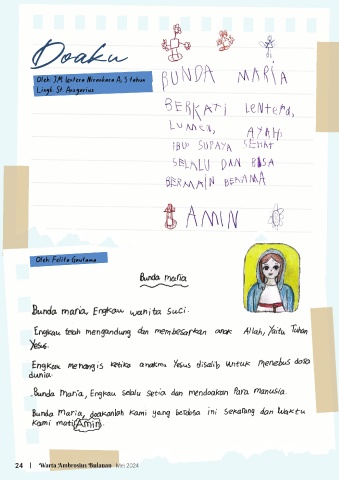 Doaku
Oleh: J.M Lentera Niraskara A, 5 tahun
Lingk. St. Ansgarius
BUNDA MARIA
BERKATI LENTERA,
LUMEN, AYAH,
IBU SUPAYA SEHAT
SELALU DAN BISA
BERMAIN BERAMA
AMIN
Oleh: Felita Gautama
Bunda maria
Bunda maria, Engkau wanita suci.
Engkau telah mengandung dan membesarkan anak Allah, Yaitu Tuhan
Yesus.
Engkau menangis ketika anakmu Yesus disalib untuk menebus dosa
dunia.
Bunda Maria, Engkau selalu setia dan mendoakan Para manusia.
Bunda Maria, doakanlah kami yang berdosa ini sekarang dan waktu
kami mati Amin.
24 | Warta Ambrosius Bulanan Mei 2024